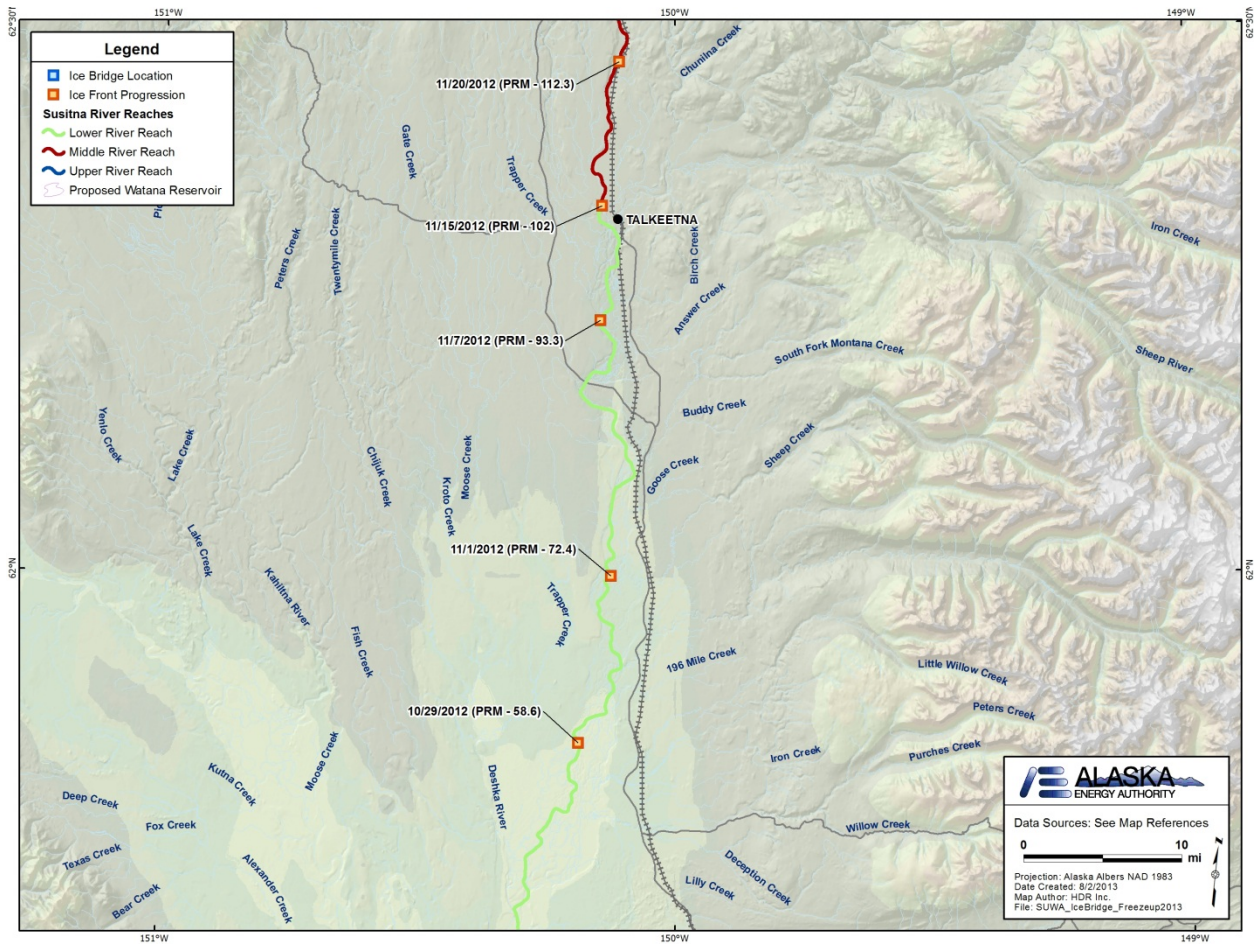 62°30'0"
151°W
150°W
149°W
62°30'0"
Legend
Ice Bridge Location
Ice Front Progression
Susitna River Reaches
Lower River Reach
Middle River Reach
Upper River Reach
Proposed Watana Reservoir
Chunilna Creek
11/20/2012 (PRM - 112.3)
Gate Creek
Trapper Creek
11/15/2012 (PRM - 102)
TALKEETNA
Iron Creek
Peters Creek
Twentymile Creek
Birch Creek
Answer Creek
11/7/2012 (PRM - 93.3)
South Fork Montana Creek
Sheep River
Buddy Creek
Yenlo Creek
Lake Creek
Chijuk Creek
Moose Creek
Kroto Creek
Goose Creek
Sheep Creek
11/1/2012 (PRM - 72.4)
Lake Creek
62°N
62°N
Kahiltna River
Trapper Creek
Fish Creek
196 Mile Creek
Little Willow Creek
10/29/2012 (PRM - 58.6)
Peters Creek
Iron Creek
Purches Creek
Moose Creek
Kutna Creek
Deshka River
Deep Creek
Fox Creek
Willow Creek
Texas Creek
Alexander Creek
Bear Creek
Deception Creek
Lilly Creek
ALASKA
ENERGY AUTHORITY
Data Sources: See Map References
0 10
mi
N
Projection: Alaska Albers NAD 1983
Date Created: 8/2/2013
Map Author: HDR Inc.
File: SUWA_IceBridge_Freezeup2013
151°W
150°W
149°W